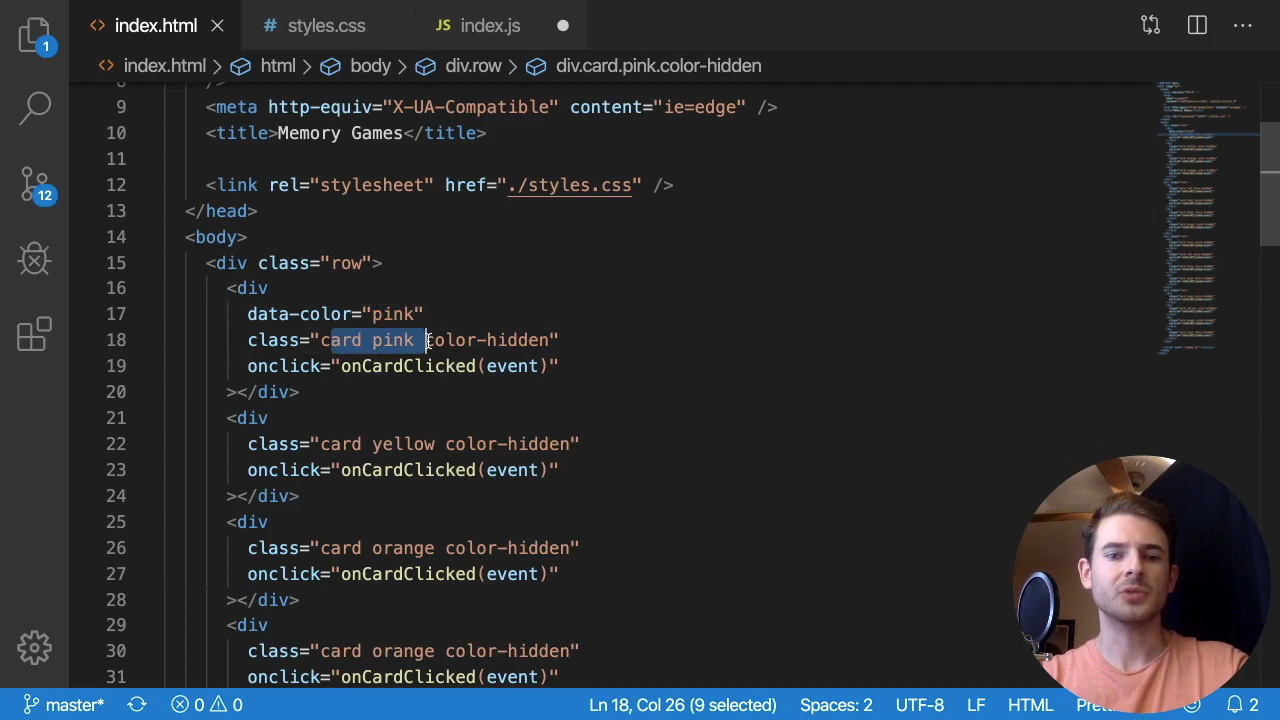 index.html
styles.css
JS index.js
index.html > html > body > div.row > div.card.pink.color-hidden
1
12
8 />
9 <meta http-equiv="X-UA-Compatible" content="ie=edge" />
10 <title>Memory Games</title>
11
12 <link rel="stylesheet" href="./styles.css" />
13 </head>
14 <body>
15 <div class="row">
16 <div
17 data-color="pink"
18 class="card pink color-hidden"
19 onclick="onCardClicked(event)"
20 ></div>
21 <div
22 class="card yellow color-hidden"
23 onclick="onCardClicked(event)"
24 ></div>
25 <div
26 class="card orange color-hidden"
27 onclick="onCardClicked(event)"
28 ></div>
29 <div
30 class="card orange color-hidden"
31 onclick="onCardClicked(event)"
master* 0 0 Ln 18, Col 26 (9 selected) Spaces: 2 UTF-8 LF HTML 2